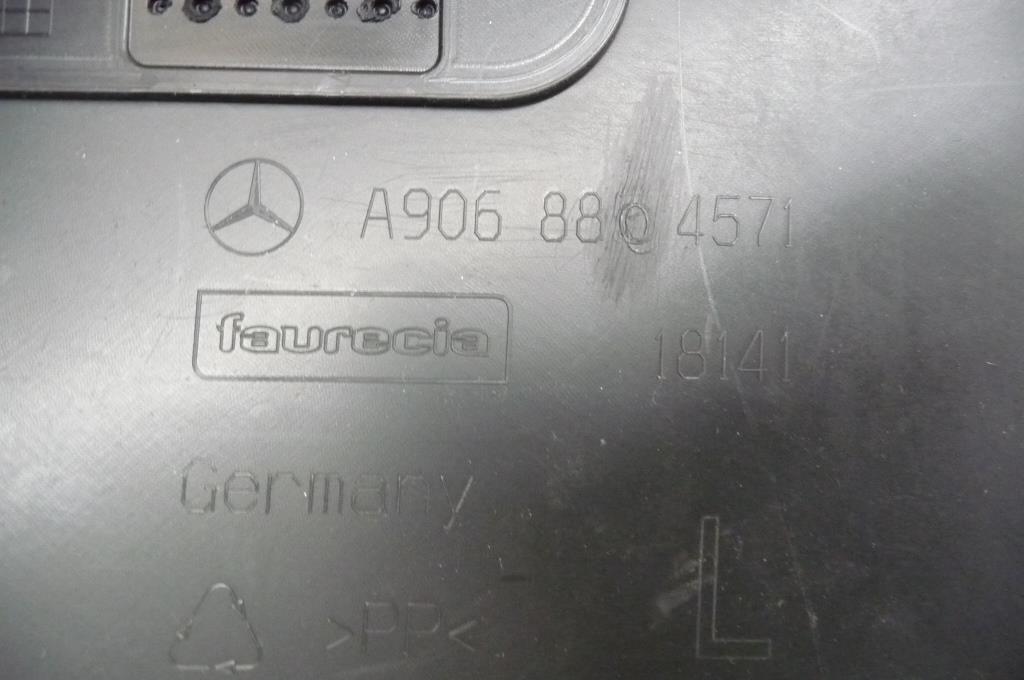 A906 880 4571
faurecia
18141
Germany
>PP<
L